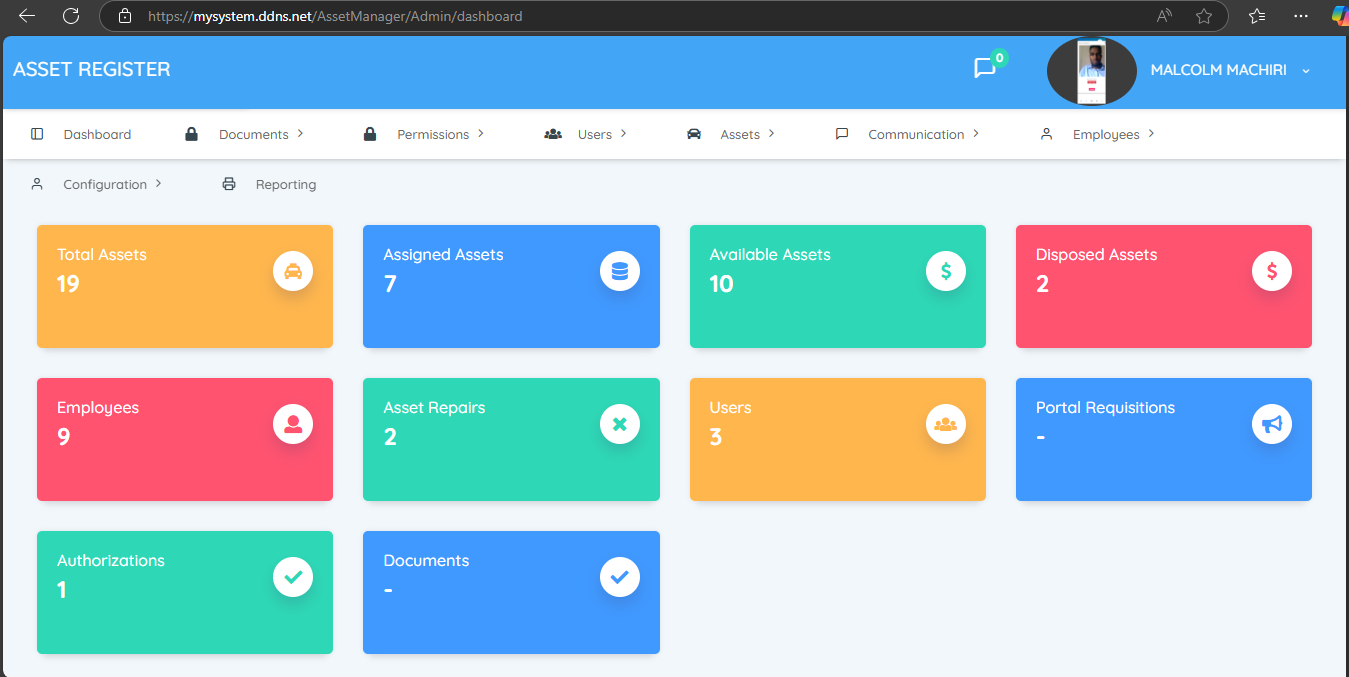 https://mysystem.ddns.net/AssetManager/Admin/dashboard
ASSET REGISTER
0
MALCOLM MACHIRI
Dashboard
Documents
Permissions
Users
Assets
Communication
Employees
Configuration
Reporting
Total Assets
19
Assigned Assets
7
Available Assets
10
Disposed Assets
2
Employees
9
Asset Repairs
2
Users
3
Portal Requisitions
-
Authorizations
1
Documents
-